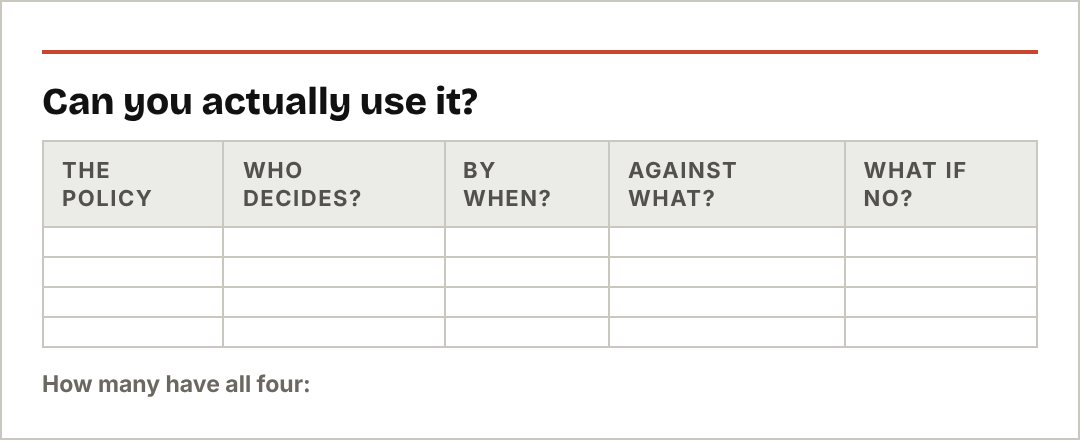 Can you actually use it?
THE POLICY
WHO DECIDES?
BY WHEN?
AGAINST WHAT?
WHAT IF NO?
How many have all four: